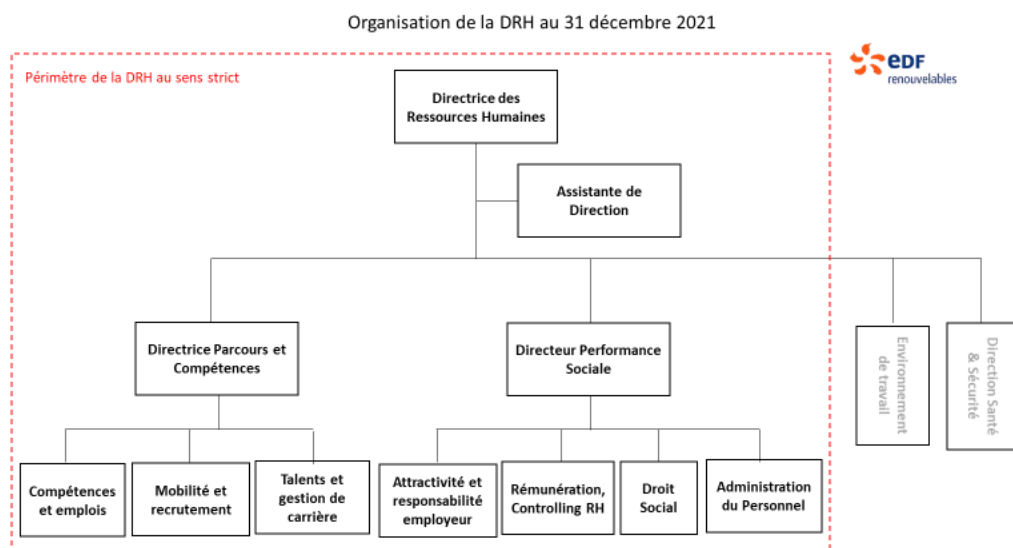 Organisation de la DRH au 31 décembre 2021
Périmètre de la DRH au sens strict
edf
renouvelables
Directrice des
Ressources Humaines
Assistante de
Direction
Directrice Parcours et
Compétences
Directeur Performance
Sociale
Environnement
de travail
Direction Santé
& Sécurité
Compétences
et emplois
Mobilité et
recrutement
Talents et
gestion de
carrière
Attractivité et
responsabilité
employeur
Rémunération,
Controlling RH
Droit
Social
Administration
du Personnel